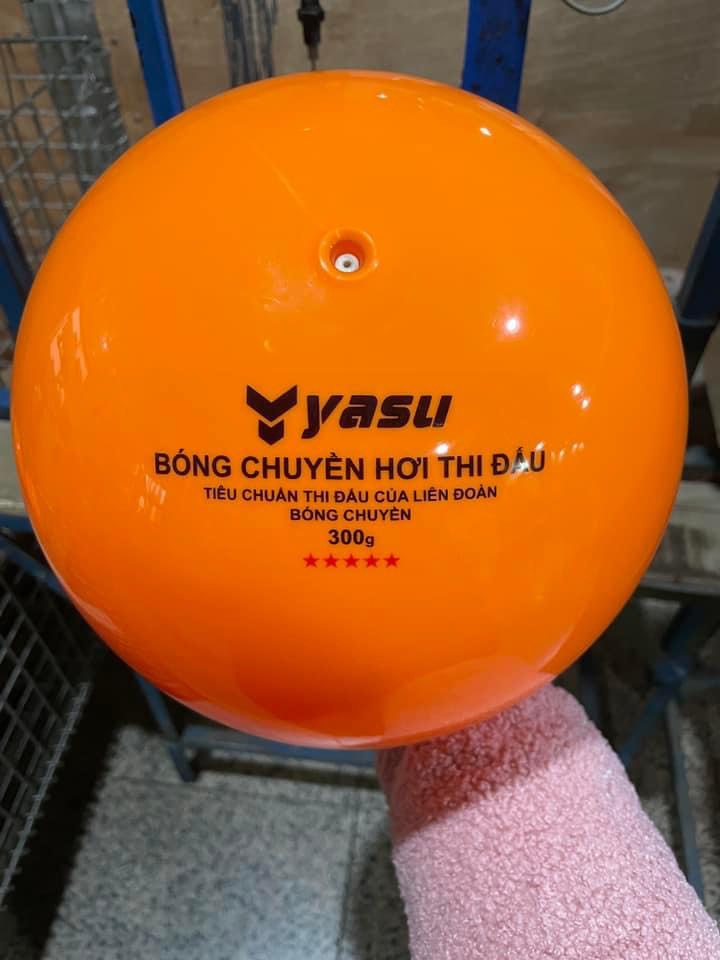 yasu
BÓNG CHUYỀN HƠI THI ĐẤU
TIÊU CHUẨN THI ĐẤU CỦA LIÊN ĐOÀN
BÓNG CHUYỀN
300g